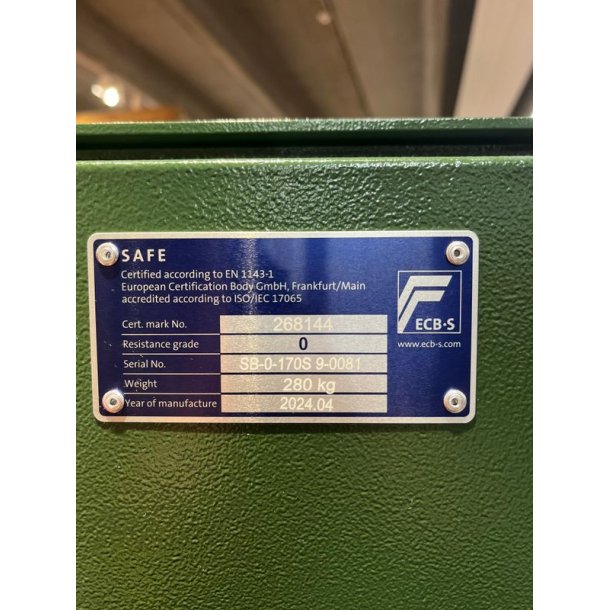 SAFE
Certified according to EN 1143-1
European Certification Body GmbH, Frankfurt/Main
accredited according to ISO/IEC 17065
Cert. mark No. 268144
Resistance grade 0
Serial No. SB-0-170S 9-0081
Weight 280 kg
Year of manufacture 2024.04
ECB·S
www.ecb-s.com